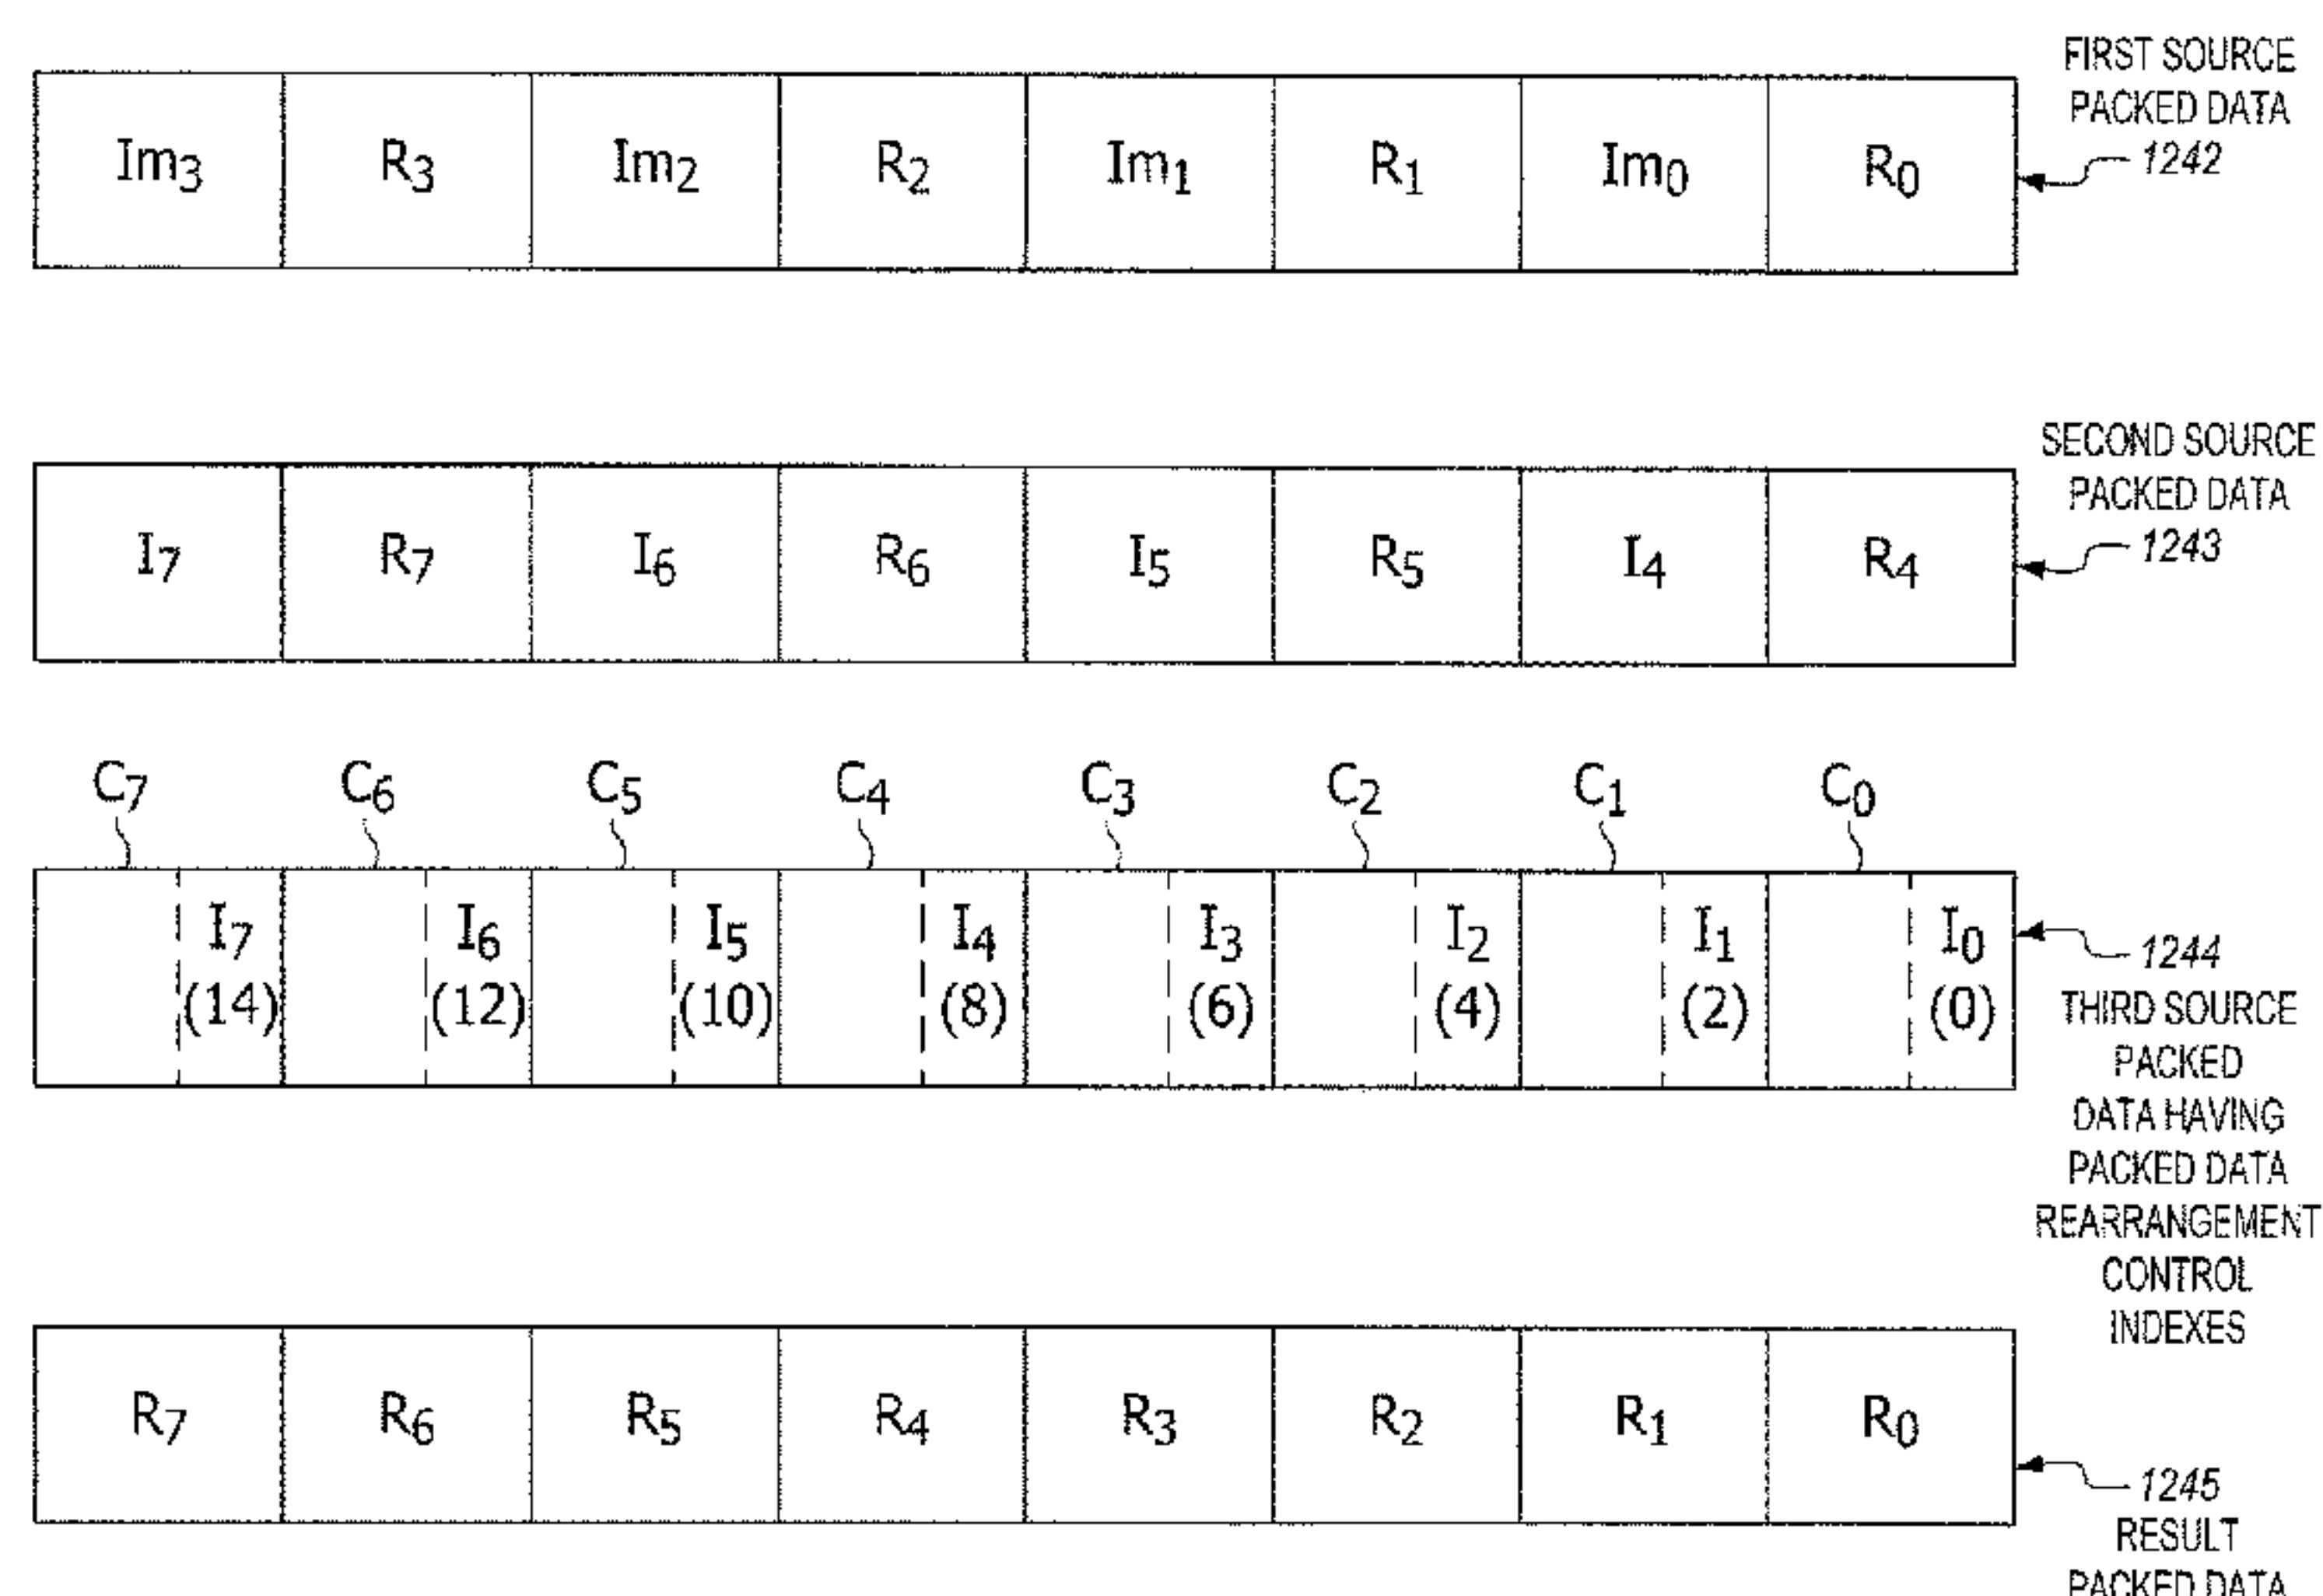 FIRST SOURCE
PACKED DATA
1242
Im3 R3 Im2 R2 Im1 R1 Im0 R0
SECOND SOURCE
PACKED DATA
1243
I7 R7 I6 R6 I5 R5 I4 R4
C7 C6 C5 C4 C3 C2 C1 C0
I7 I6 I5 I4 I3 I2 I1 I0
(14) (12) (10) (8) (6) (4) (2) (0)
1244
THIRD SOURCE
PACKED
DATA HAVING
PACKED DATA
REARRANGEMENT
CONTROL
INDEXES
R7 R6 R5 R4 R3 R2 R1 R0
1245
RESULT
PACKED DATA